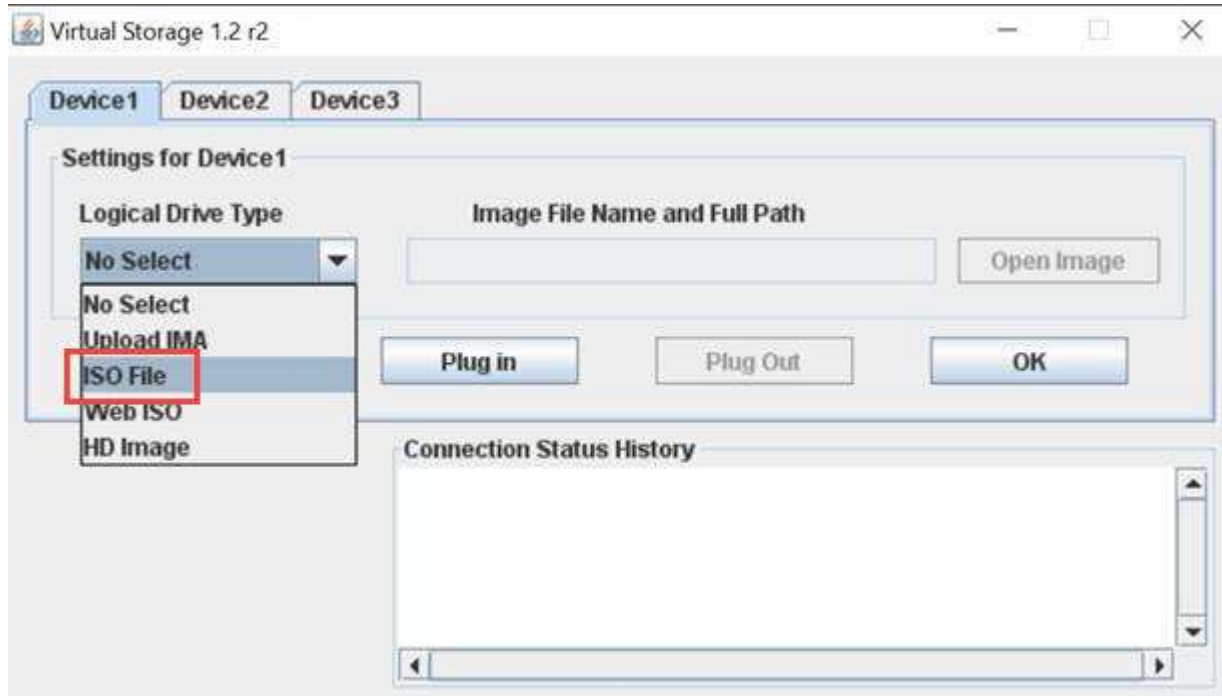 Virtual Storage 1.2 r2
Device1 Device2 Device3
Settings for Device1
Logical Drive Type Image File Name and Full Path
No Select Open Image
No Select
Upload IMA
ISO File
Web ISO
HD Image
Plug in Plug Out OK
Connection Status History